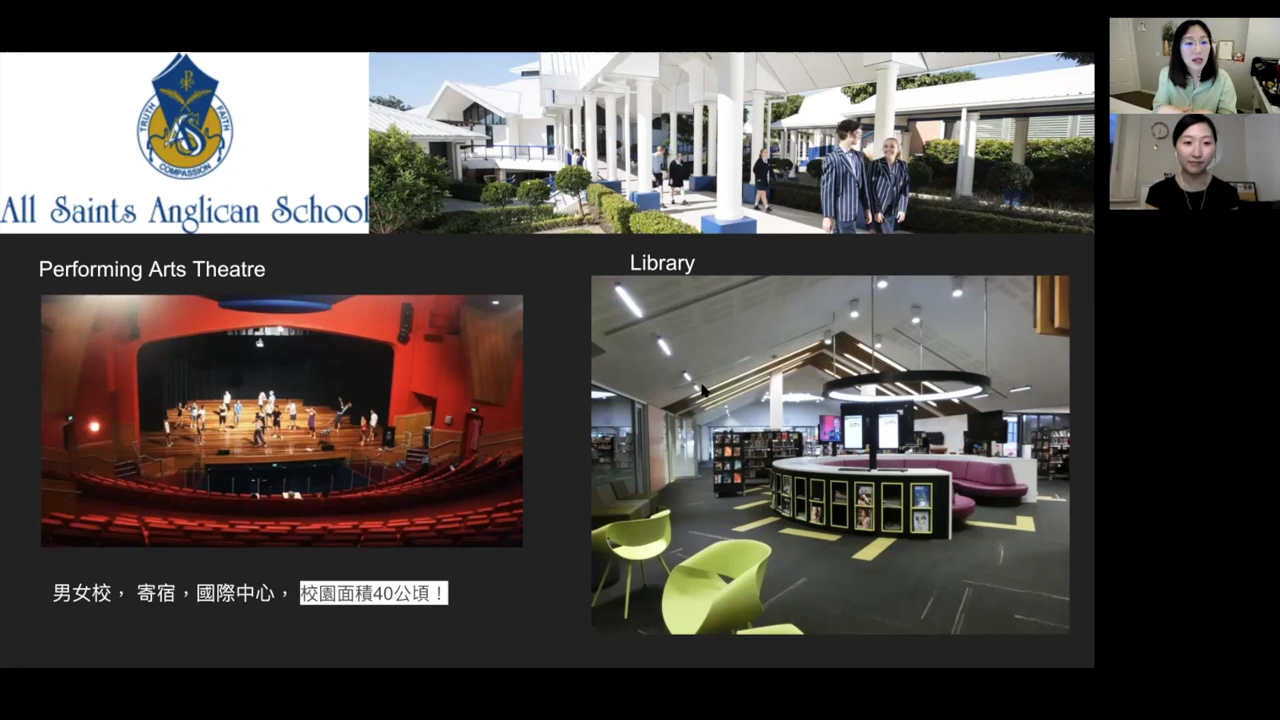 TRUTH
FAITH
COMPASSION
All Saints Anglican School
Performing Arts Theatre
Library
男女校， 寄宿，國際中心， 校園面積40公頃！